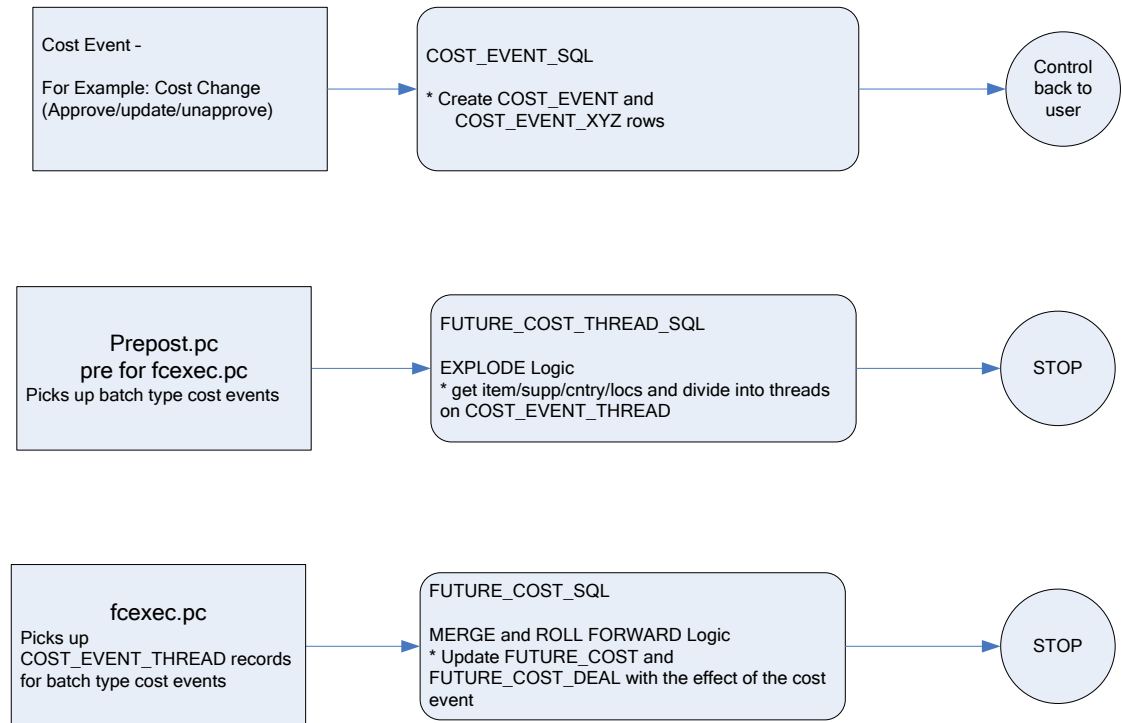 Cost Event –
For Example: Cost Change
(Approve/update/unapprove)
COST_EVENT_SQL
* Create COST_EVENT and
COST_EVENT_XYZ rows
Control
back to
user
Prepost.pc
pre for fcexec.pc
Picks up batch type cost events
FUTURE_COST_THREAD_SQL
EXPLODE Logic
* get item/supp/cntry/locs and divide into threads
on COST_EVENT_THREAD
STOP
fcexec.pc
Picks up
COST_EVENT_THREAD records
for batch type cost events
FUTURE_COST_SQL
MERGE and ROLL FORWARD Logic
* Update FUTURE_COST and
FUTURE_COST_DEAL with the effect of the cost
event
STOP